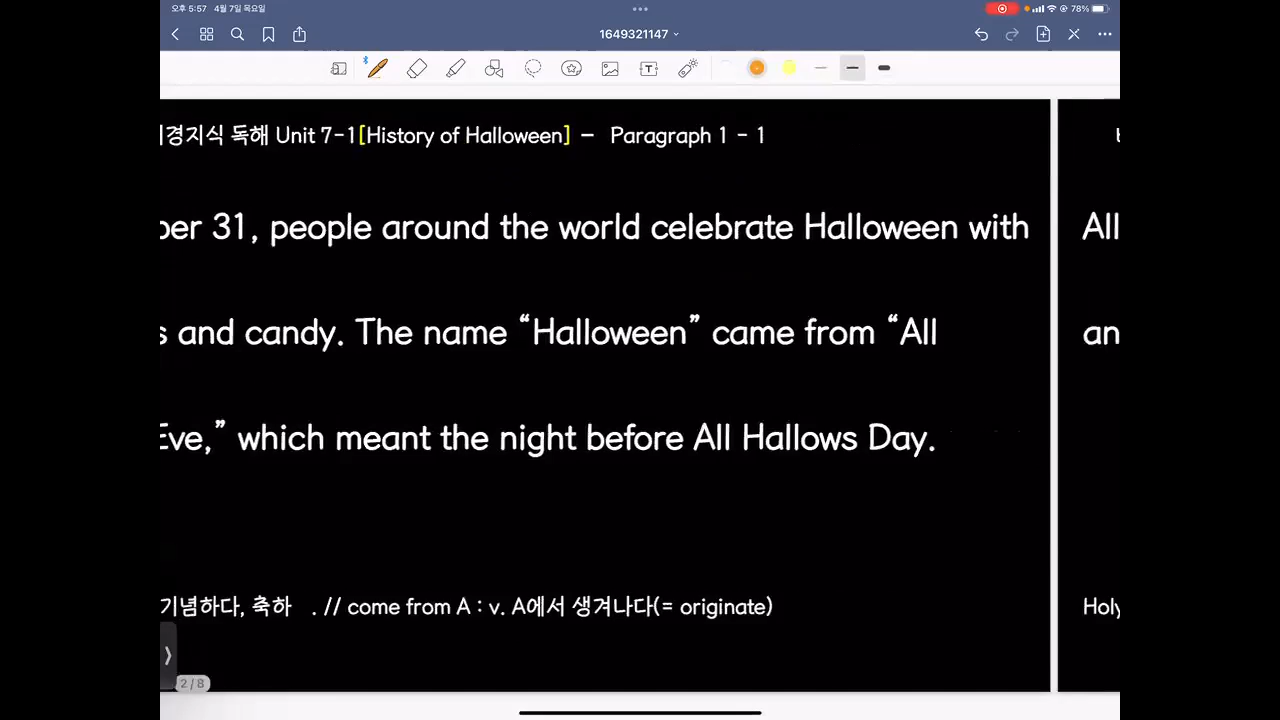 오후 5:57 4월 7일 목요일
78%
1649321147
경지식 독해 Unit 7-1[History of Halloween] - Paragraph 1 - 1
ber 31, people around the world celebrate Halloween with
All
s and candy. The name “Halloween” came from “All
an
Eve,” which meant the night before All Hallows Day.
기념하다, 축하 . // come from A : v. A에서 생겨나다(= originate)
Holy
2/8